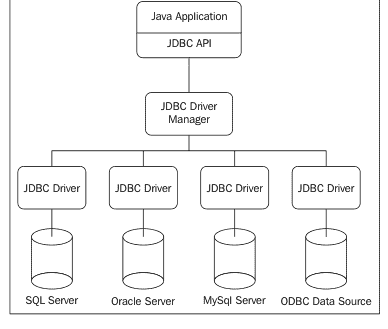 Java Application
JDBC API
JDBC Driver
Manager
JDBC Driver
JDBC Driver
JDBC Driver
JDBC Driver
SQL Server
Oracle Server
MySql Server
ODBC Data Source